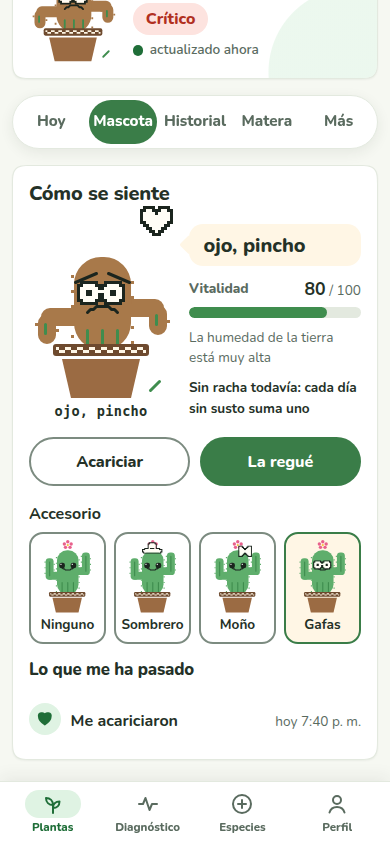 Crítico
actualizado ahora
Hoy
Mascota
Historial
Matera
Más
Cómo se siente
ojo, pincho
Vitalidad
80 / 100
La humedad de la tierra
está muy alta
Sin racha todavía: cada día
sin susto suma uno
ojo, pincho
Acariciar
La regué
Accesorio
Ninguno
Sombrero
Moño
Gafas
Lo que me ha pasado
Me acariciaron
hoy 7:40 p. m.
Plantas
Diagnóstico
Especies
Perfil